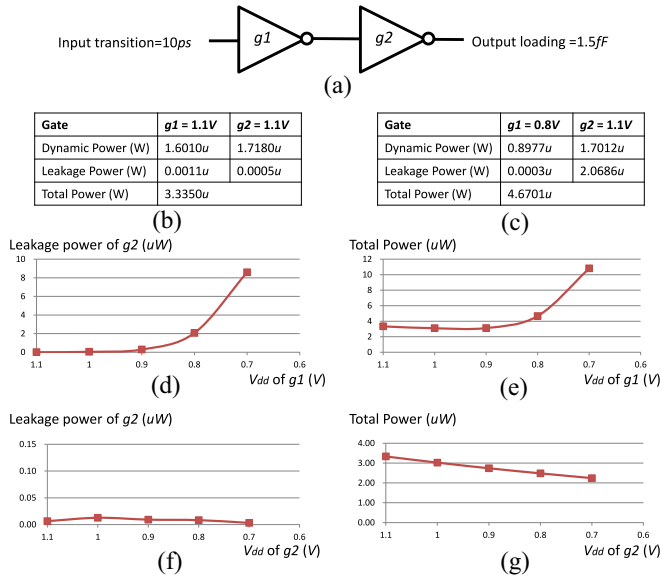 Input transition=10ps
g1
g2
Output loading =1.5fF
(a)
Gate g1 = 1.1V g2 = 1.1V
Dynamic Power (W) 1.6010u 1.7180u
Leakage Power (W) 0.0011u 0.0005u
Total Power (W) 3.3350u
(b)
Gate g1 = 0.8V g2 = 1.1V
Dynamic Power (W) 0.8977u 1.7012u
Leakage Power (W) 0.0003u 2.0686u
Total Power (W) 4.6701u
(c)
Leakage power of g2 (uW)
10
8
6
4
2
0
1.1 1 0.9 0.8 0.7 0.6
(d)
Vdd of g1 (V)
Total Power (uW)
12
10
8
6
4
2
0
1.1 1 0.9 0.8 0.7 0.6
(e)
Vdd of g1 (V)
Leakage power of g2 (uW)
0.15
0.10
0.05
0.00
1.1 1 0.9 0.8 0.7 0.6
(f)
Vdd of g2 (V)
Total Power (uW)
4.00
3.00
2.00
1.00
0.00
1.1 1 0.9 0.8 0.7 0.6
(g)
Vdd of g2 (V)